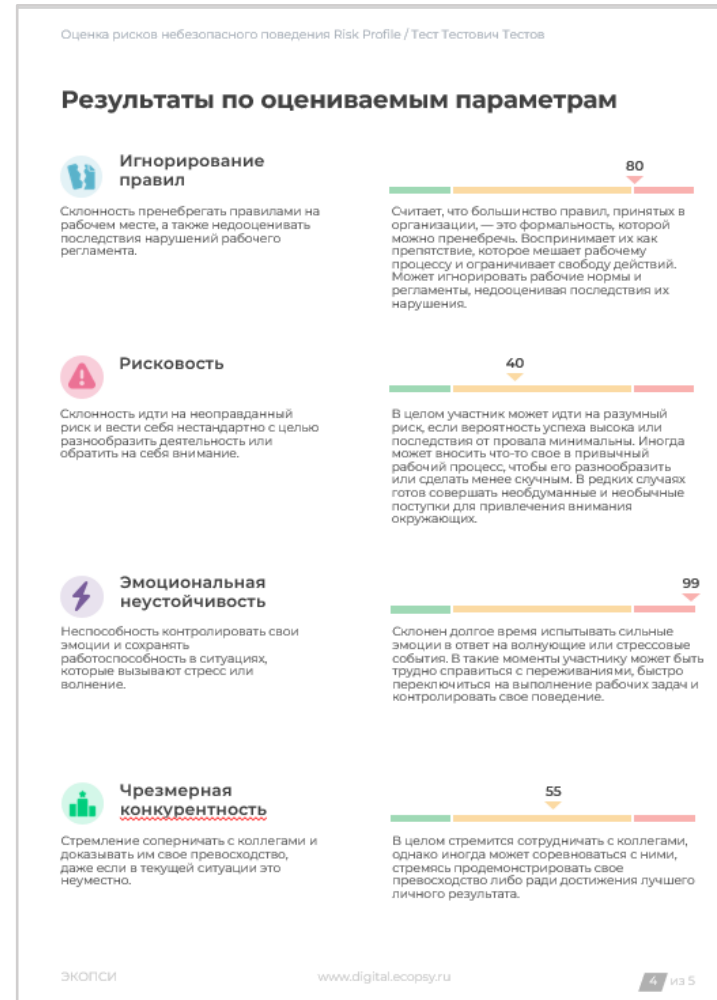 Оценка рисков небезопасного поведения Risk Profile / Тест Тестович Тестов
Результаты по оцениваемым параметрам
Игнорирование
правил
Склонность пренебрегать правилами на
рабочем месте, а также недооценивать
последствия нарушений рабочего
регламента.
80
Считает, что большинство правил, принятых в
организации, — это формальность, которой
можно пренебречь. Воспринимает их как
препятствие, которое мешает рабочему
процессу и ограничивает свободу действий.
Может игнорировать рабочие нормы и
регламенты, недооценивая последствия их
нарушения.
Рисковость
Склонность идти на неоправданный
риск и вести себя нестандартно с целью
разнообразить деятельность или
обратить на себя внимание.
40
В целом участник может идти на разумный
риск, если вероятность успеха высока или
последствия от провала минимальны. Иногда
может вносить что-то свое в привычный
рабочий процесс, чтобы его разнообразить
или сделать менее скучным. В редких случаях
готов совершать необдуманные и необычные
поступки для привлечения внимания
окружающих.
Эмоциональная
неустойчивость
Неспособность контролировать свои
эмоции и сохранять
работоспособность в ситуациях,
которые вызывают стресс или
волнение.
99
Склонен долгое время испытывать сильные
эмоции в ответ на волнующие или стрессовые
события. В такие моменты участнику может быть
трудно справиться с переживаниями, быстро
переключиться на выполнение рабочих задач и
контролировать свое поведение.
Чрезмерная
конкурентность
Стремление соперничать с коллегами и
доказывать им свое превосходство,
даже если в текущей ситуации это
неуместно.
55
В целом стремится сотрудничать с коллегами,
однако иногда может соревноваться с ними,
стремясь продемонстрировать свое
превосходство либо ради достижения лучшего
личного результата.
ЭКОПСИ
www.digital.ecopsy.ru
4 из 5